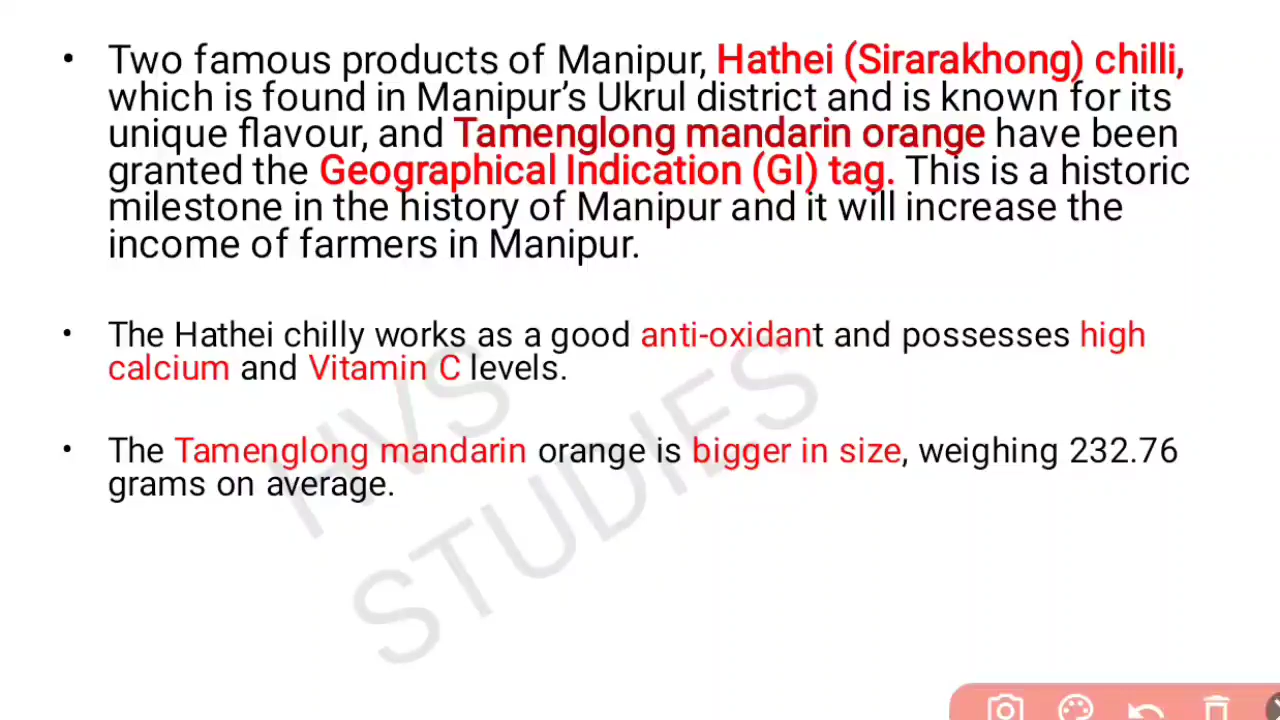 • Two famous products of Manipur, Hathei (Sirarakhong) chilli,
which is found in Manipur’s Ukrul district and is known for its
unique flavour, and Tamenglong mandarin orange have been
granted the Geographical Indication (GI) tag. This is a historic
milestone in the history of Manipur and it will increase the
income of farmers in Manipur.
• The Hathei chilly works as a good anti-oxidant and possesses high
calcium and Vitamin C levels.
• The Tamenglong mandarin orange is bigger in size, weighing 232.76
grams on average.
HVS
STUDIES